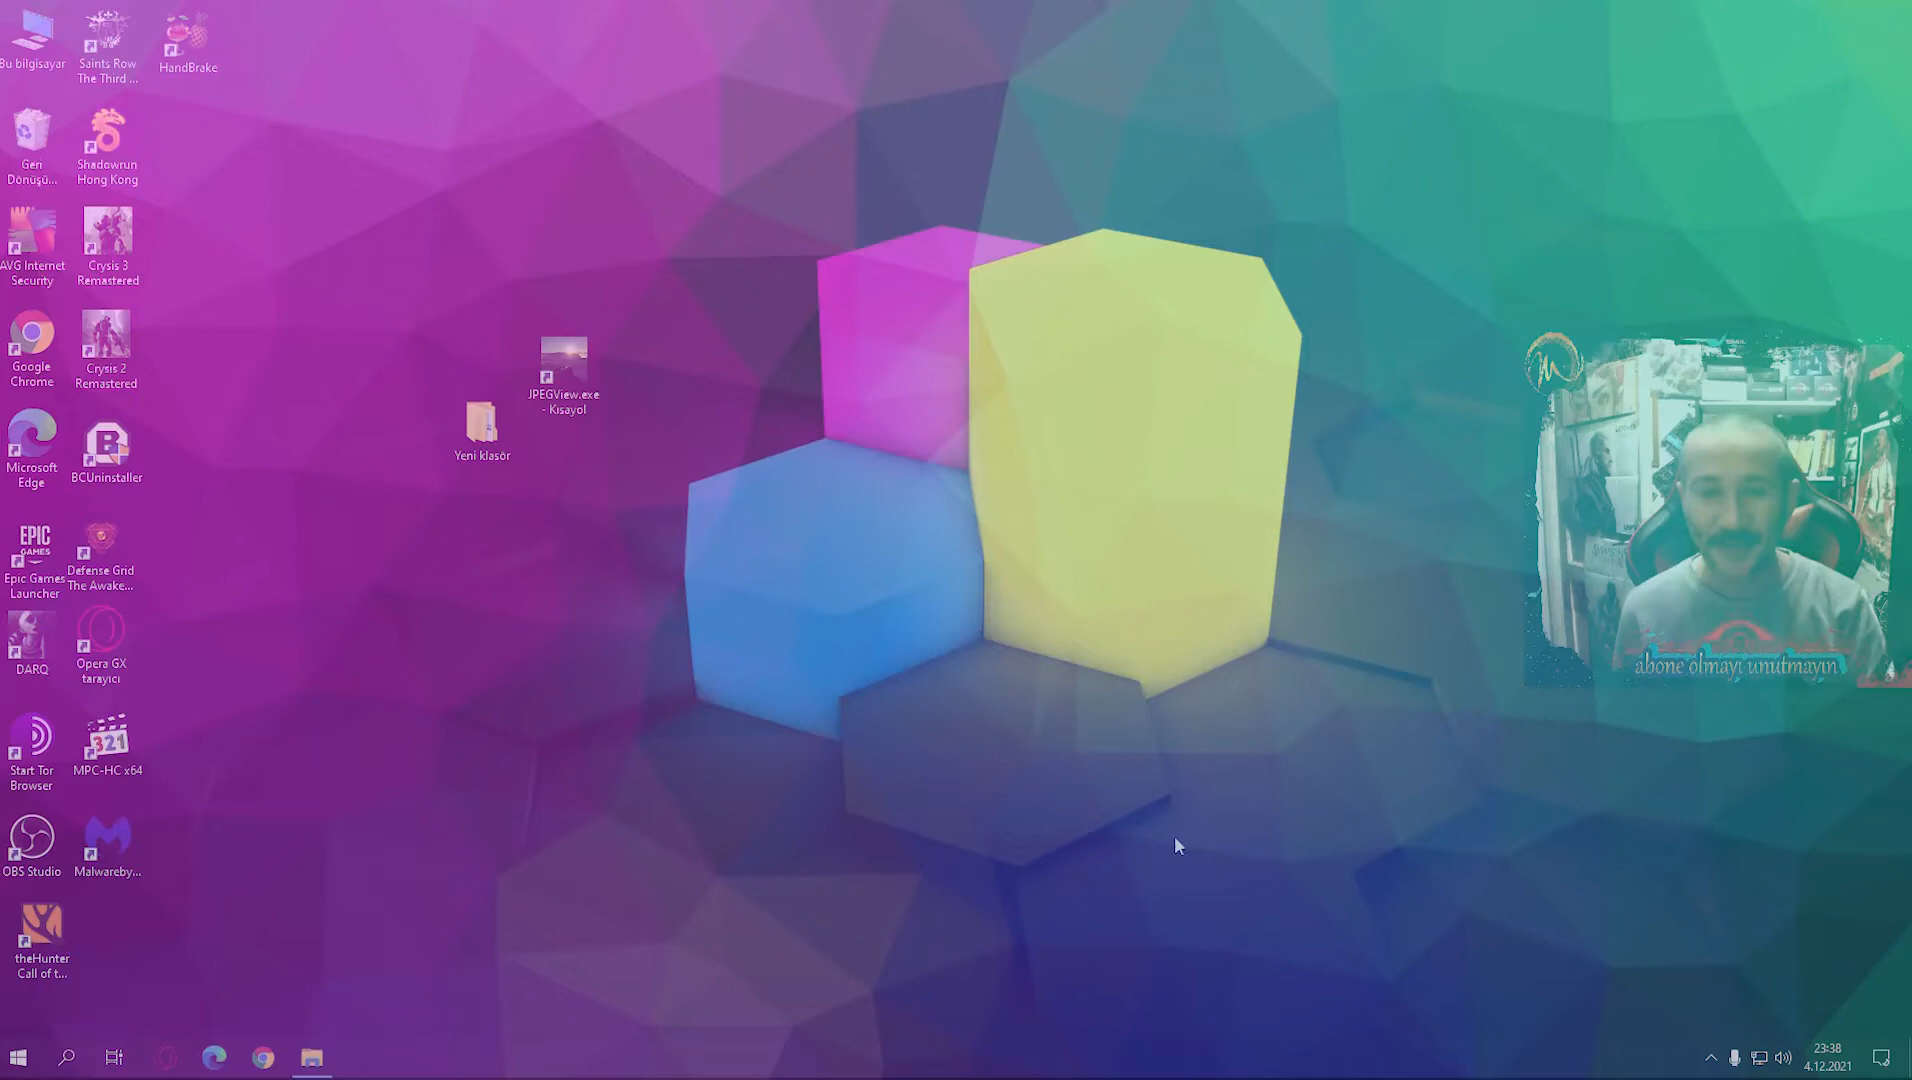 Bu bilgisayar
Saints Row
The Third ...
HandBrake
Geri
Dönüşü...
Shadowrun
Hong Kong
AVG Internet
Security
Crysis 3
Remastered
Google
Chrome
Crysis 2
Remastered
JPEGView.exe
- Kısayol
Yeni klasör
Microsoft
Edge
BCUninstaller
EPIC
GAMES
Epic Games
Launcher
Defense Grid
The Awake...
DARQ
Opera GX
tarayıcı
abone olmayı unutmayın
Start Tor
Browser
321
MPC-HC x64
OBS Studio
Malwareby...
theHunter
Call of t...
23:38
4.12.2021